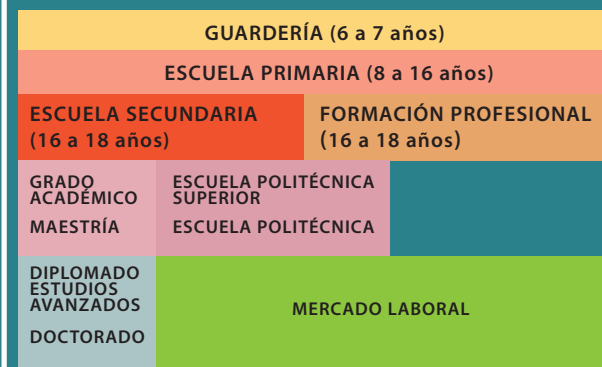 GUARDERÍA (6 a 7 años)
ESCUELA PRIMARIA (8 a 16 años)
ESCUELA SECUNDARIA
(16 a 18 años)
FORMACIÓN PROFESIONAL
(16 a 18 años)
GRADO
ACADÉMICO
MAESTRÍA
ESCUELA POLITÉCNICA
SUPERIOR
ESCUELA POLITÉCNICA
DIPLOMADO
ESTUDIOS
AVANZADOS
DOCTORADO
MERCADO LABORAL